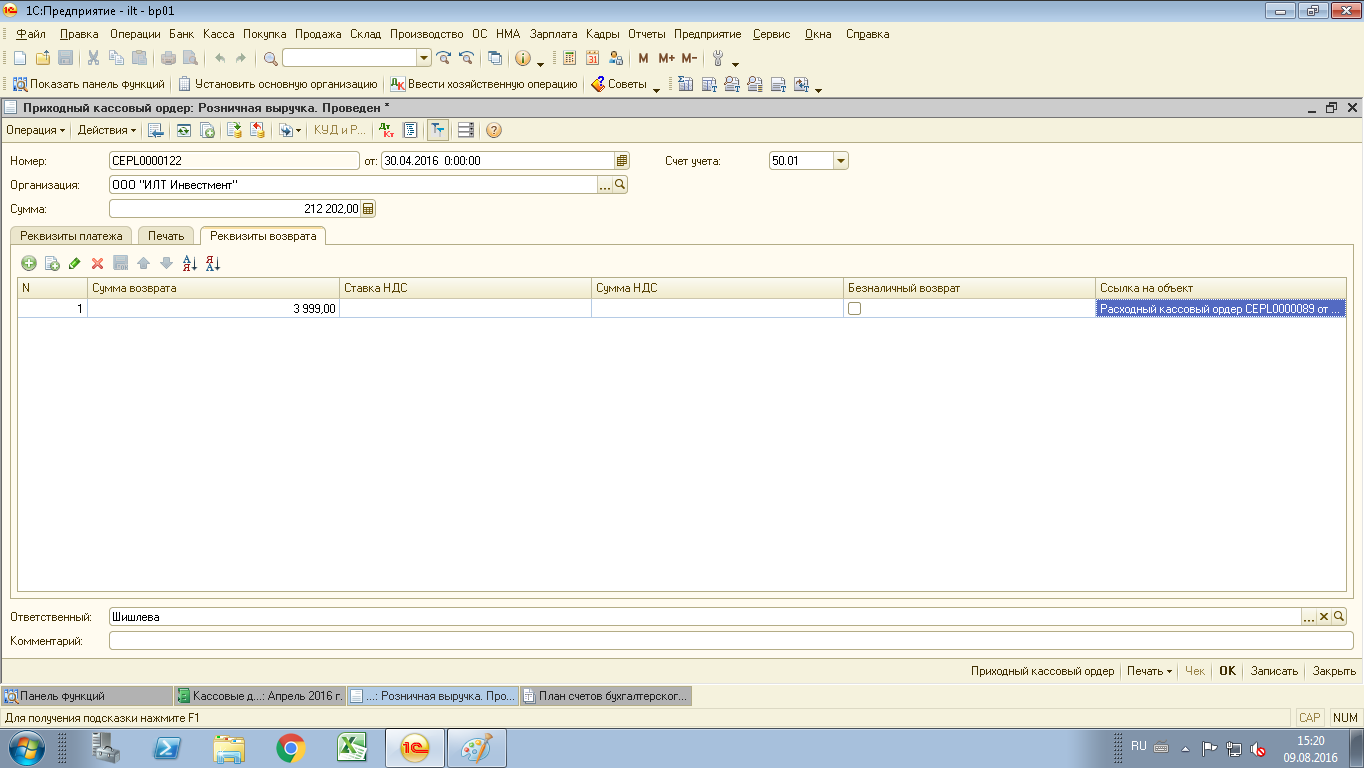 1С:Предприятие - ilt - bp01
Файл Правка Операции Банк Касса Покупка Продажа Склад Производство ОС НМА Зарплата Кадры Отчеты Предприятие Сервис Окна Справка
M M+ M-
Показать панель функций Установить основную организацию Ввести хозяйственную операцию Советы
Приходный кассовый ордер: Розничная выручка. Проведен *
Операция Действия КУД и Р... Дт Кт
Номер: CEPL0000122 от: 30.04.2016 0:00:00 Счет учета: 50.01
Организация: ООО "ИЛТ Инвестмент"
Сумма: 212 202,00
Реквизиты платежа Печать Реквизиты возврата
N Сумма возврата Ставка НДС Сумма НДС Безналичный возврат Ссылка на объект
1 3 999,00 Расходный кассовый ордер CEPL0000089 от ...
Ответственный: Шишлева
Комментарий:
Приходный кассовый ордер Печать Чек OK Записать Закрыть
Панель функций Кассовые д...: Апрель 2016 г. ...: Розничная выручка. Про... План счетов бухгалтерског...
Для получения подсказки нажмите F1 CAP NUM
RU 15:20
09.08.2016